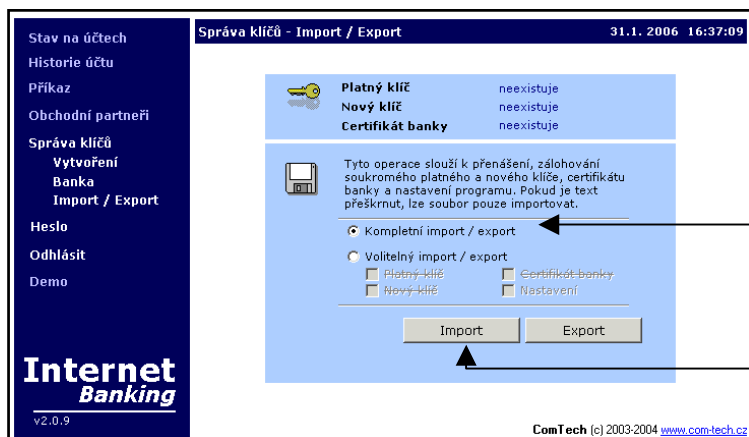 Stav na účtech
Historie účtu
Příkaz
Obchodní partneři
Správa klíčů
Vytvoření
Banka
Import / Export
Heslo
Odhlásit
Demo
Internet
Banking
v2.0.9
Správa klíčů - Import / Export 31.1. 2006 16:37:09
Platný klíč neexistuje
Nový klíč neexistuje
Certifikát banky neexistuje
Tyto operace slouží k přenášení, zálohování
soukromého platného a nového klíče, certifikátu
banky a nastavení programu. Pokud je text
přeškrnut, lze soubor pouze importovat.
Kompletní import / export
Volitelný import / export
Platný klíč Certifikát banky
Nový klíč Nastavení
Import Export
ComTech (c) 2003-2004 www.com-tech.cz